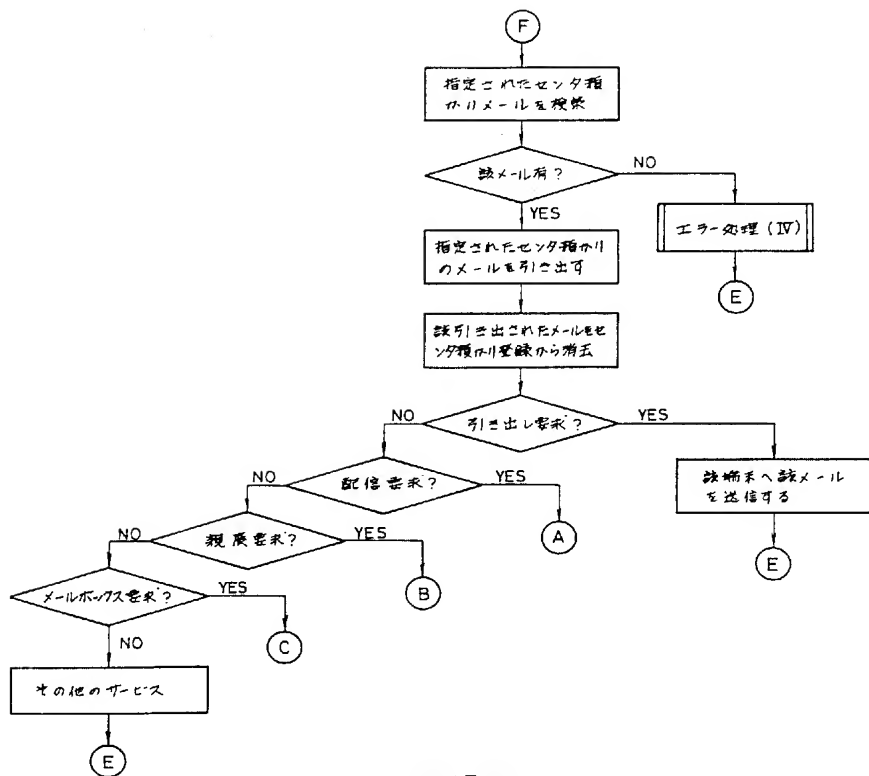 F
指定されたセンタ預
かりメールを検索
該メール有?
NO
YES
エラー処理(Ⅳ)
E
指定されたセンタ預かり
のメールを引き出す
該引き出されたメールをセ
ンタ預かり登録から消去
引き出し要求?
NO
YES
該端末へ該メール
を送信する
E
配信要求?
NO
YES
A
親展要求?
NO
YES
B
メールボックス要求?
YES
C
NO
その他のサービス
E